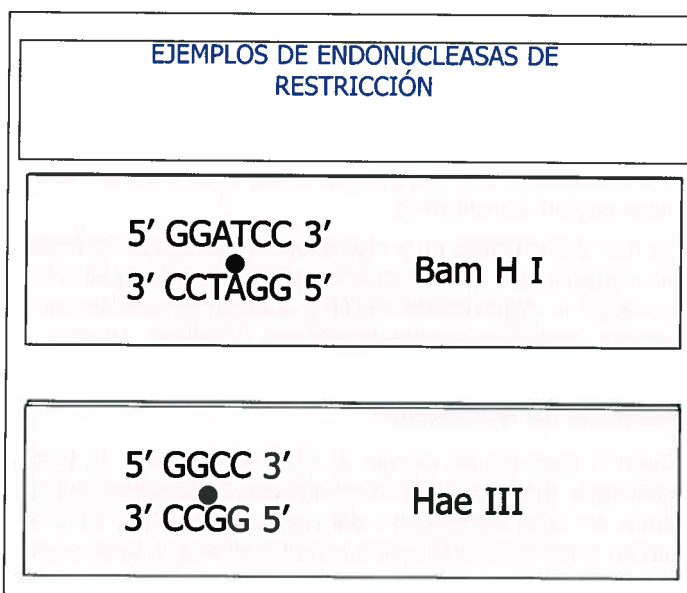 EJEMPLOS DE ENDONUCLEASAS DE
RESTRICCIÓN
5′ GGATCC 3′
3′ CCTAGG 5′
Bam H I
5′ GGCC 3′
3′ CCGG 5′
Hae III